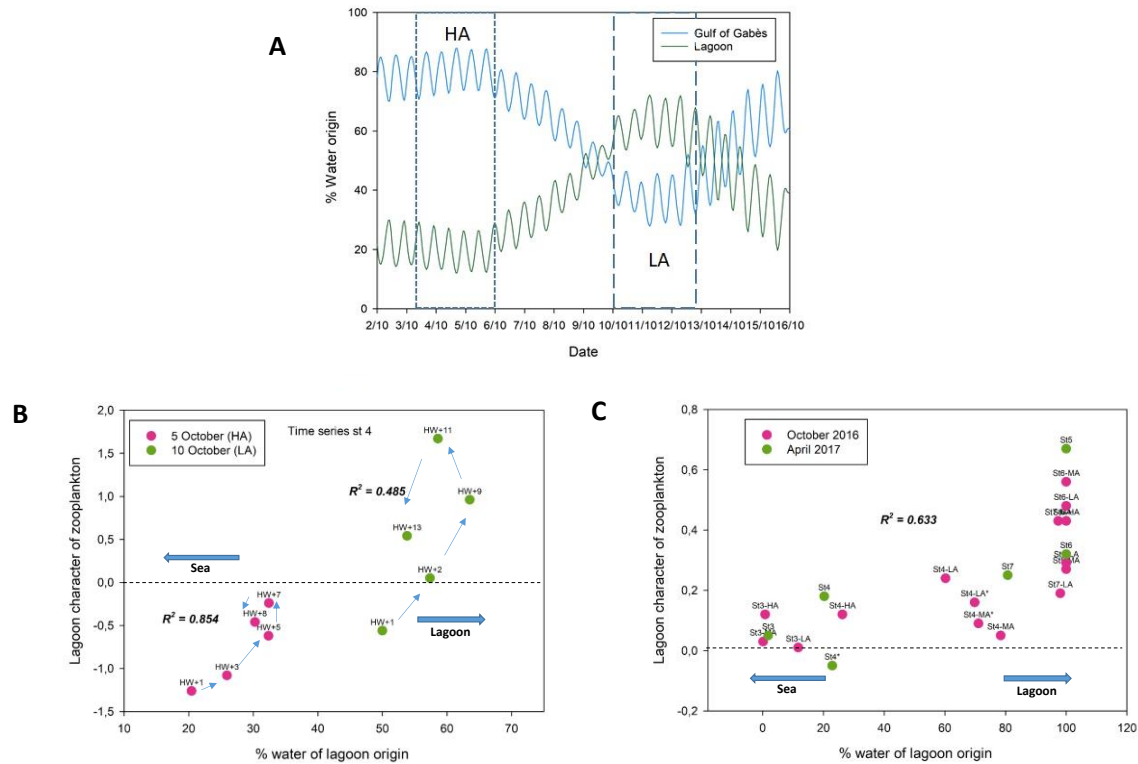 A
HA
Gulf of Gabès
Lagoon
100
80
60
40
20
0
% Water origin
LA
2/10 3/10 4/10 5/10 6/10 7/10 8/10 9/10 10/10 11/10 12/10 13/10 14/10 15/10 16/10
Date
B
5 October (HA)
10 October (LA)
Time series st 4
2,0
1,5
1,0
0,5
0,0
-0,5
-1,0
-1,5
Lagoon character of zooplankton
HW+11
R² = 0.485
HW+9
HW+13
Sea
HW+2
HW+7
R² = 0.854
HW+8
HW+5
Lagoon
HW+1
HW+3
HW+1
10 20 30 40 50 60 70
% water of lagoon origin
C
October 2016
April 2017
0,8
0,6
0,4
0,2
0,0
-0,2
Lagoon character of zooplankton
St5
St6-MA
R² = 0.633
St6-LA
St6
St7
St4-LA
St4
St7-LA
St4-LA*
St3-HA
St4-HA
St4-MA*
St3
St3-MA
St4-MA
St3-LA
St4*
Sea
Lagoon
0 20 40 60 80 100 120
% water of lagoon origin